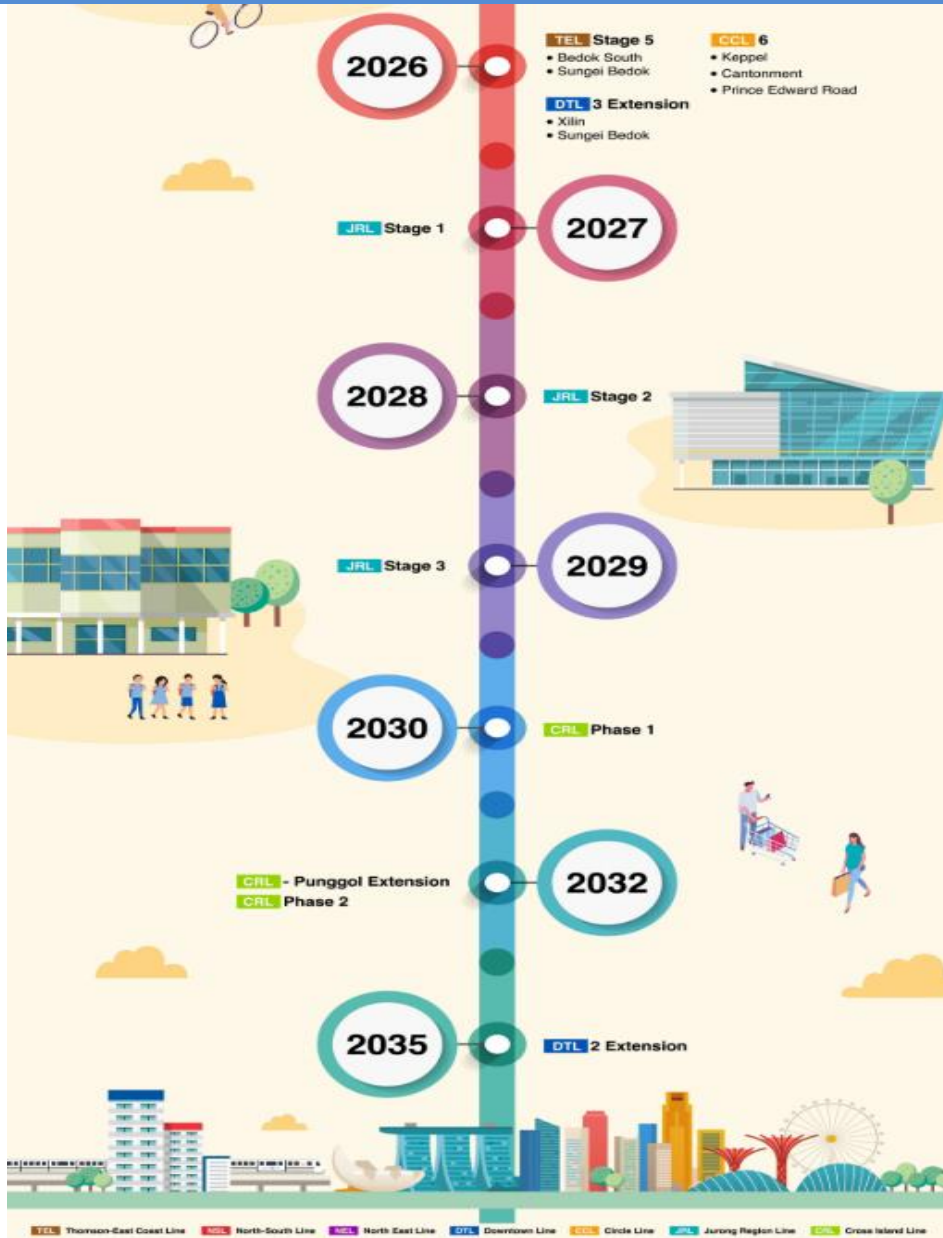 2026
TEL Stage 5
• Bedok South
• Sungei Bedok
DTL 3 Extension
• Xilin
• Sungei Bedok
CCL 6
• Keppel
• Cantonment
• Prince Edward Road
JRL Stage 1
2027
2028
JRL Stage 2
JRL Stage 3
2029
2030
CRL Phase 1
CRL - Punggol Extension
CRL Phase 2
2032
2035
DTL 2 Extension
TEL Thomson-East Coast Line NSL North-South Line NEL North East Line DTL Downtown Line CCL Circle Line JRL Jurong Region Line CRL Cross Island Line